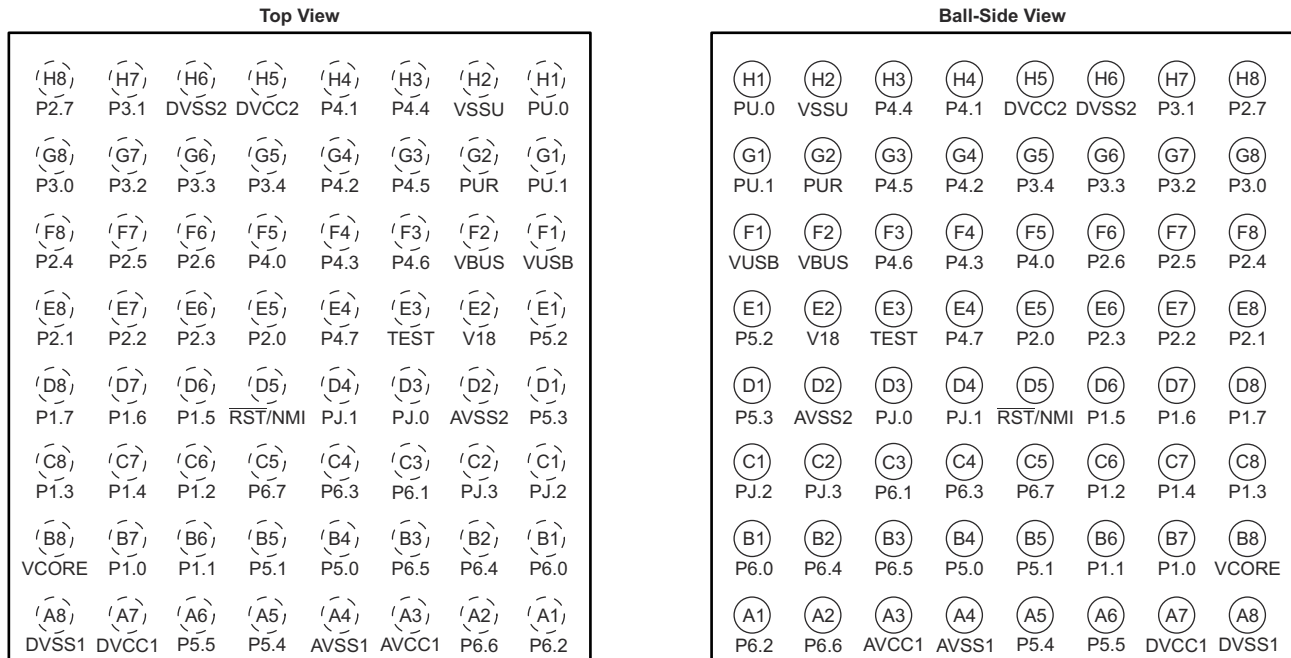 Top View Ball-Side View
H8 H7 H6 H5 H4 H3 H2 H1 H1 H2 H3 H4 H5 H6 H7 H8
P2.7 P3.1 DVSS2 DVCC2 P4.1 P4.4 VSSU PU.0 PU.0 VSSU P4.4 P4.1 DVCC2 DVSS2 P3.1 P2.7
G8 G7 G6 G5 G4 G3 G2 G1 G1 G2 G3 G4 G5 G6 G7 G8
P3.0 P3.2 P3.3 P3.4 P4.2 P4.5 PUR PU.1 PU.1 PUR P4.5 P4.2 P3.4 P3.3 P3.2 P3.0
F8 F7 F6 F5 F4 F3 F2 F1 F1 F2 F3 F4 F5 F6 F7 F8
P2.4 P2.5 P2.6 P4.0 P4.3 P4.6 VBUS VUSB VUSB VBUS P4.6 P4.3 P4.0 P2.6 P2.5 P2.4
E8 E7 E6 E5 E4 E3 E2 E1 E1 E2 E3 E4 E5 E6 E7 E8
P2.1 P2.2 P2.3 P2.0 P4.7 TEST V18 P5.2 P5.2 V18 TEST P4.7 P2.0 P2.3 P2.2 P2.1
D8 D7 D6 D5 D4 D3 D2 D1 D1 D2 D3 D4 D5 D6 D7 D8
P1.7 P1.6 P1.5 RST/NMI PJ.1 PJ.0 AVSS2 P5.3 P5.3 AVSS2 PJ.0 PJ.1 RST/NMI P1.5 P1.6 P1.7
C8 C7 C6 C5 C4 C3 C2 C1 C1 C2 C3 C4 C5 C6 C7 C8
P1.3 P1.4 P1.2 P6.7 P6.3 P6.1 PJ.3 PJ.2 PJ.2 PJ.3 P6.1 P6.3 P6.7 P1.2 P1.4 P1.3
B8 B7 B6 B5 B4 B3 B2 B1 B1 B2 B3 B4 B5 B6 B7 B8
VCORE P1.0 P1.1 P5.1 P5.0 P6.5 P6.4 P6.0 P6.0 P6.4 P6.5 P5.0 P5.1 P1.1 P1.0 VCORE
A8 A7 A6 A5 A4 A3 A2 A1 A1 A2 A3 A4 A5 A6 A7 A8
DVSS1 DVCC1 P5.5 P5.4 AVSS1 AVCC1 P6.6 P6.2 P6.2 P6.6 AVCC1 AVSS1 P5.4 P5.5 DVCC1 DVSS1